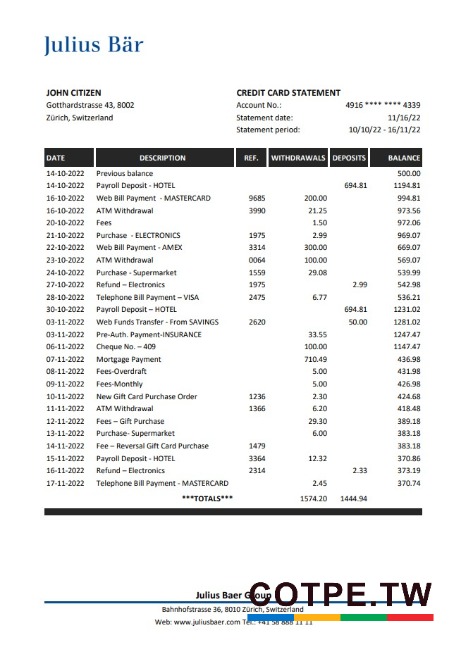 Julius Bär
JOHN CITIZEN
Gotthardstrasse 43, 8002
Zürich, Switzerland
CREDIT CARD STATEMENT
Account No.: 4916 **** **** 4339
Statement date: 11/16/22
Statement period: 10/10/22 - 16/11/22
DATE DESCRIPTION REF. WITHDRAWALS DEPOSITS BALANCE
14-10-2022 Previous balance 500.00
14-10-2022 Payroll Deposit - HOTEL 694.81 1194.81
16-10-2022 Web Bill Payment - MASTERCARD 9685 200.00 994.81
16-10-2022 ATM Withdrawal 3990 21.25 973.56
20-10-2022 Fees 1.50 972.06
21-10-2022 Purchase - ELECTRONICS 1975 2.99 969.07
22-10-2022 Web Bill Payment - AMEX 3314 300.00 669.07
23-10-2022 ATM Withdrawal 0064 100.00 569.07
24-10-2022 Purchase - Supermarket 1559 29.08 539.99
27-10-2022 Refund – Electronics 1975 2.99 542.98
28-10-2022 Telephone Bill Payment – VISA 2475 6.77 536.21
30-10-2022 Payroll Deposit – HOTEL 694.81 1231.02
03-11-2022 Web Funds Transfer - From SAVINGS 2620 50.00 1281.02
03-11-2022 Pre-Auth. Payment-INSURANCE 33.55 1247.47
06-11-2022 Cheque No. – 409 100.00 1147.47
07-11-2022 Mortgage Payment 710.49 436.98
08-11-2022 Fees-Overdraft 5.00 431.98
09-11-2022 Fees-Monthly 5.00 426.98
10-11-2022 New Gift Card Purchase Order 1236 2.30 424.68
11-11-2022 ATM Withdrawal 1366 6.20 418.48
12-11-2022 Fees – Gift Purchase 29.30 389.18
13-11-2022 Purchase- Supermarket 6.00 383.18
14-11-2022 Fee – Reversal Gift Card Purchase 1479 383.18
15-11-2022 Payroll Deposit - HOTEL 3364 12.32 370.86
16-11-2022 Refund – Electronics 2314 2.33 373.19
17-11-2022 Telephone Bill Payment - MASTERCARD 2.45 370.74
***TOTALS*** 1574.20 1444.94
Julius Baer Group
COTPE.TW
Bahnhofstrasse 36, 8010 Zürich, Switzerland
Web: www.juliusbaer.com Tel.: +41 58 888 11 11